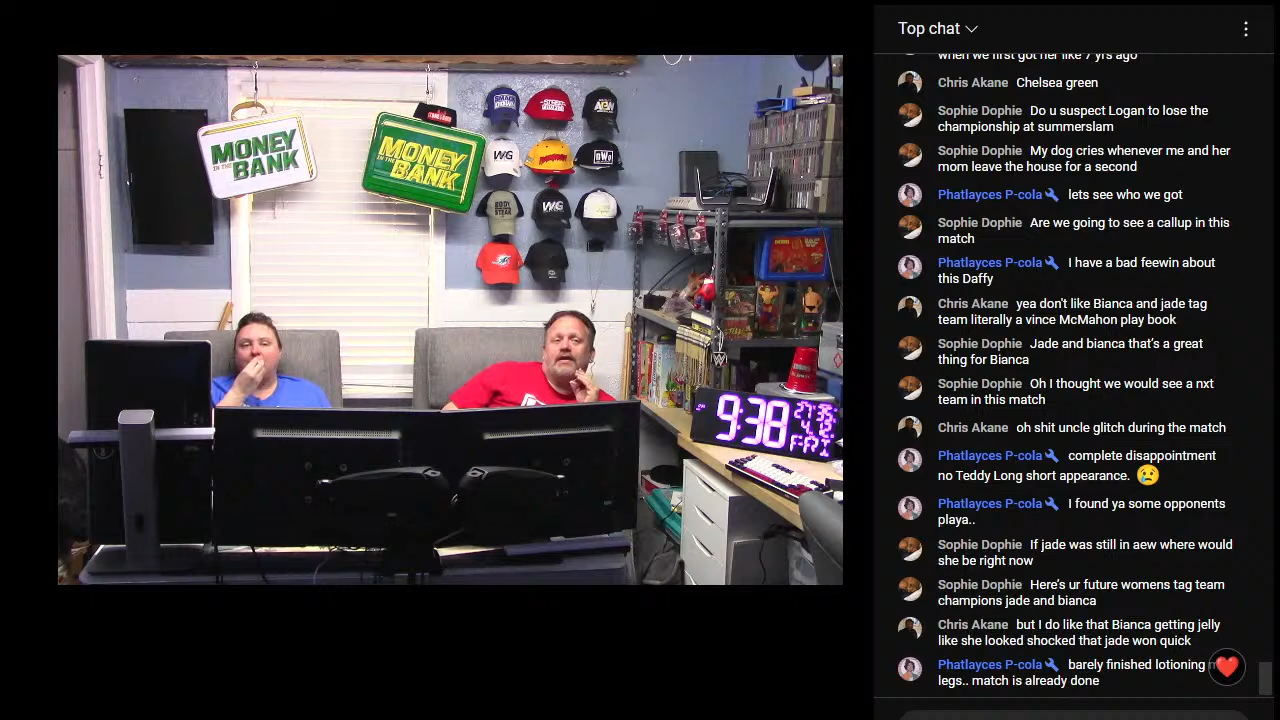 Top chat
when we first got her like 7 yrs ago
Chris Akane Chelsea green
Sophie Dophie Do u suspect Logan to lose the
championship at summerslam
Sophie Dophie My dog cries whenever me and her
mom leave the house for a second
Phatlayces P-cola lets see who we got
Sophie Dophie Are we going to see a callup in this
match
Phatlayces P-cola I have a bad feewin about
this Daffy
Chris Akane yea don't like Bianca and jade tag
team literally a vince McMahon play book
Sophie Dophie Jade and bianca that's a great
thing for Bianca
Sophie Dophie Oh I thought we would see a nxt
team in this match
Chris Akane oh shit uncle glitch during the match
Phatlayces P-cola complete disappointment
no Teddy Long short appearance. 😢
Phatlayces P-cola I found ya some opponents
playa..
Sophie Dophie If jade was still in aew where would
she be right now
Sophie Dophie Here's ur future womens tag team
champions jade and bianca
Chris Akane but I do like that Bianca getting jelly
like she looked shocked that jade won quick
Phatlayces P-cola barely finished lotioning
legs.. match is already done
MONEY
IN THE BANK
MONEY
IN THE BANK
WG
nWo
BODY
WG
9:38
FRI